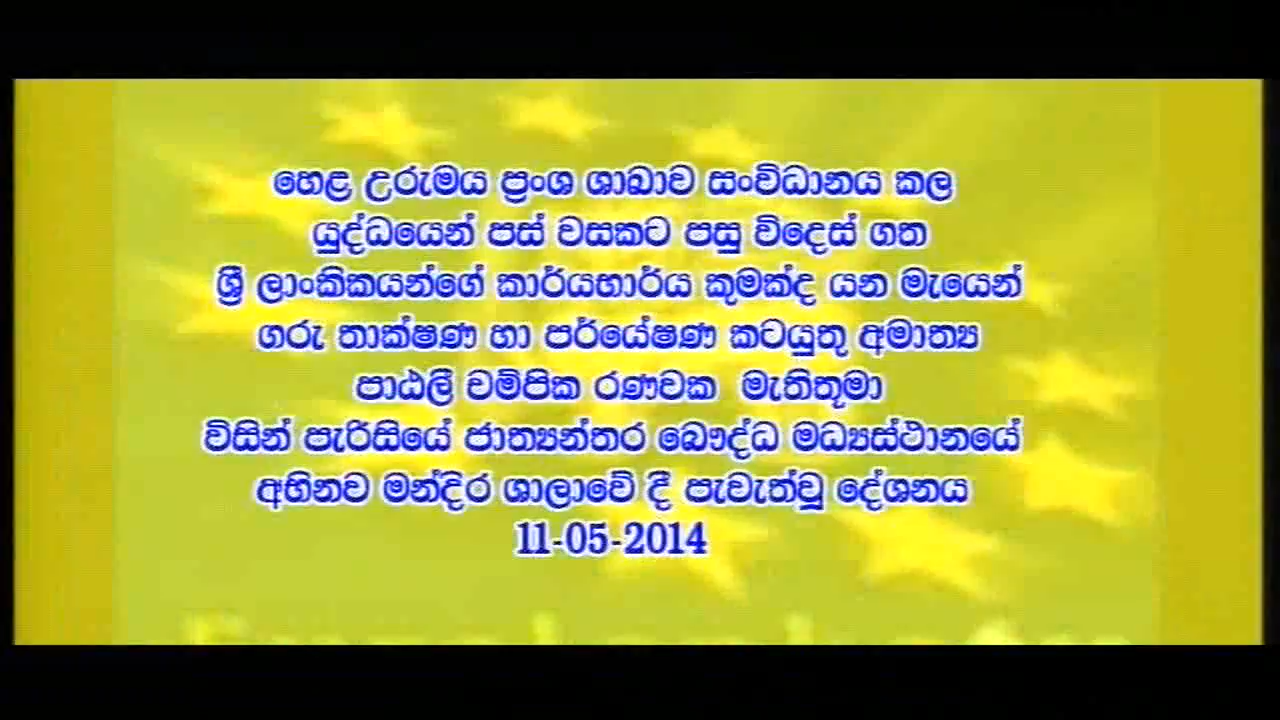 හෙළ උරුමය ප්‍රංශ ශාඛාව සංවිධානය කල
යුද්ධයෙන් පස් වසකට පසු විදෙස් ගත
ශ්‍රී ලාංකිකයන්ගේ කාර්යභාර්ය කුමක්ද යන මැයෙන්
ගරු තාක්ෂණ හා පර්යේෂණ කටයුතු අමාත්‍ය
පාඨලී චම්පික රණවක මැතිතුමා
විසින් පැරිසියේ ජාත්‍යන්තර බෞද්ධ මධ්‍යස්ථානයේ
අභිනව මන්දිර ශාලාවේ දී පැවැත්වූ දේශනය
11-05-2014